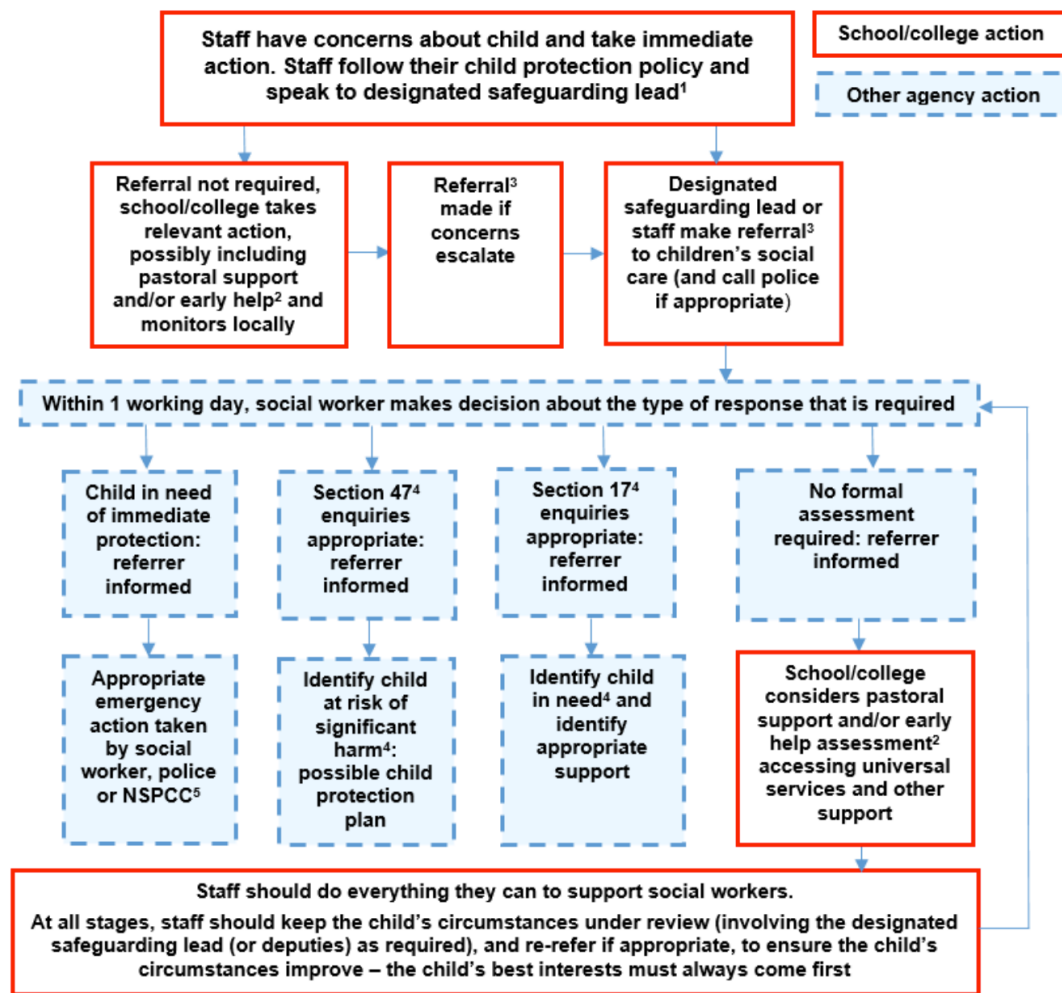 Staff have concerns about child and take immediate
action. Staff follow their child protection policy and
speak to designated safeguarding lead¹
School/college action
Other agency action
Referral not required,
school/college takes
relevant action,
possibly including
pastoral support
and/or early help² and
monitors locally
Referral³
made if
concerns
escalate
Designated
safeguarding lead or
staff make referral³
to children’s social
care (and call police
if appropriate)
Within 1 working day, social worker makes decision about the type of response that is required
Child in need
of immediate
protection:
referrer
informed
Section 47⁴
enquiries
appropriate:
referrer
informed
Section 17⁴
enquiries
appropriate:
referrer
informed
No formal
assessment
required: referrer
informed
Appropriate
emergency
action taken
by social
worker, police
or NSPCC⁵
Identify child
at risk of
significant
harm⁴:
possible child
protection
plan
Identify child
in need⁴ and
identify
appropriate
support
School/college
considers pastoral
support and/or early
help assessment²
accessing universal
services and other
support
Staff should do everything they can to support social workers.
At all stages, staff should keep the child’s circumstances under review (involving the designated
safeguarding lead (or deputies) as required), and re-refer if appropriate, to ensure the child’s
circumstances improve – the child’s best interests must always come first